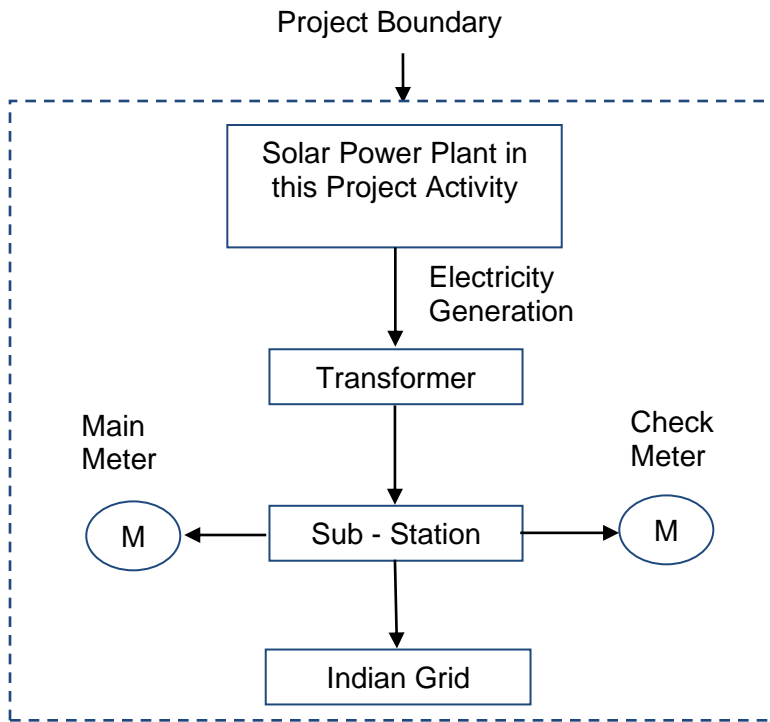 Project Boundary
Solar Power Plant in
this Project Activity
Electricity
Generation
Transformer
Main
Meter
Check
Meter
M
Sub - Station
M
Indian Grid